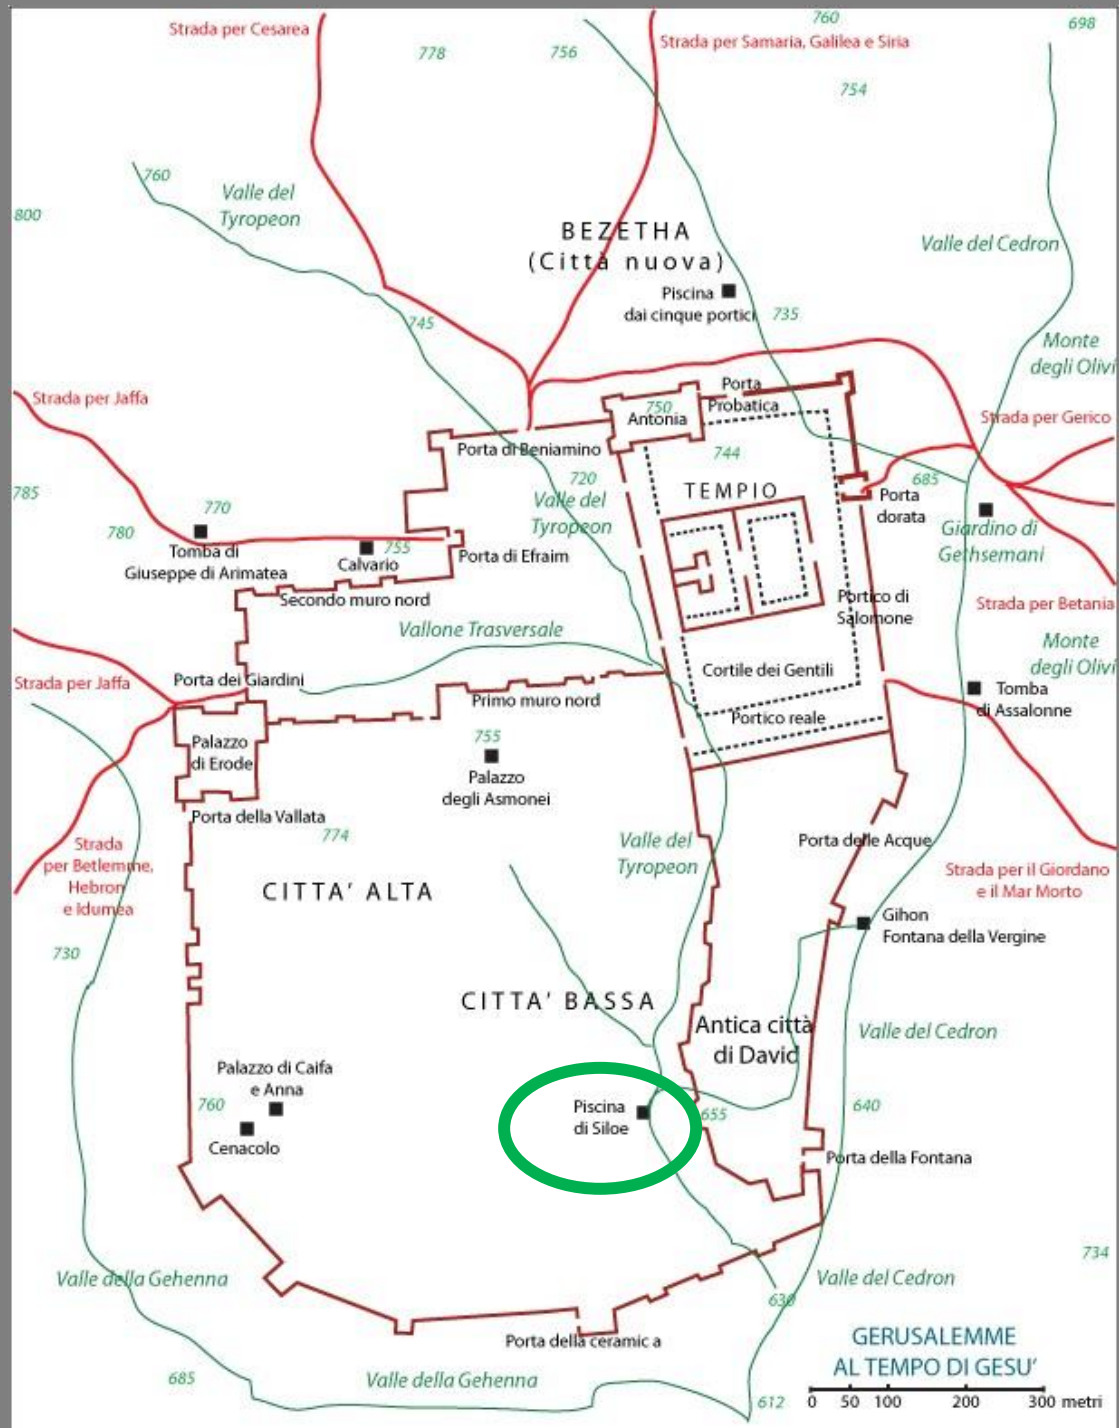 760
698
Strada per Cesarea
778
756
Strada per Samaria, Galilea e Siria
754
760
Valle del
Tyropeon
800
BEZETHA
(Città nuova)
Valle del Cedron
Piscina
dai cinque portici
735
745
Monte
degli Olivi
Strada per Jaffa
Porta
Probatica
750
Antonia
Strada per Gerico
Porta di Beniamino
744
720
685
785
TEMPIO
Valle del
Tyropeon
Porta
dorata
770
780
Giardino di
Gethsemani
Tomba di
Giuseppe di Arimatea
755
Calvario
Porta di Efraim
Secondo muro nord
Portico di
Salomone
Strada per Betania
Vallone Trasversale
Monte
degli Olivi
Cortile dei Gentili
Strada per Jaffa
Porta dei Giardini
Primo muro nord
Tomba
di Assalonne
Portico reale
Palazzo
di Erode
755
Palazzo
degli Asmonei
Porta della Vallata
774
Strada
per Betlemme,
Hebron
e Idumea
Valle del
Tyropeon
Porta delle Acque
Strada per il Giordano
e il Mar Morto
CITTA' ALTA
Gihon
Fontana della Vergine
730
CITTA' BASSA
Antica città
di David
Valle del Cedron
Palazzo di Caifa
e Anna
760
Cenacolo
Piscina
di Siloe
655
640
Porta della Fontana
Valle della Gehenna
734
Valle del Cedron
630
Porta della ceramic a
GERUSALEMME
AL TEMPO DI GESU'
685
Valle della Gehenna
612
0 50 100 200 300 metri